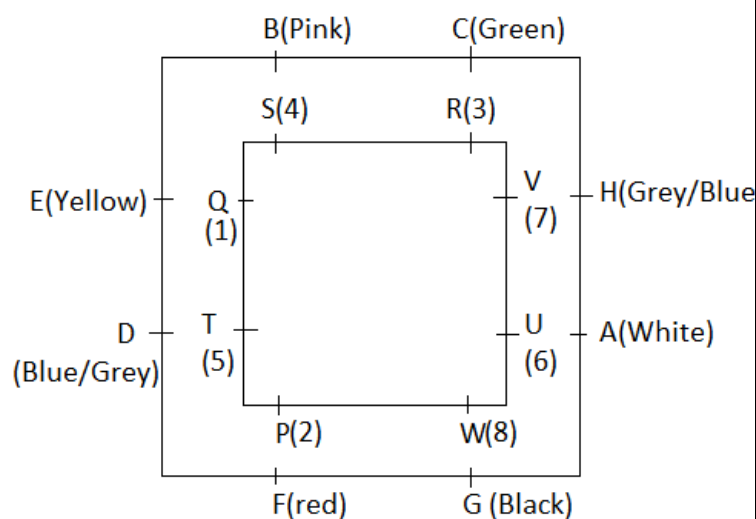 B(Pink) C(Green)
S(4) R(3)
E(Yellow) Q V H(Grey/Blue
(1) (7)
D T U A(White)
(Blue/Grey) (5) (6)
P(2) W(8)
F(red) G (Black)